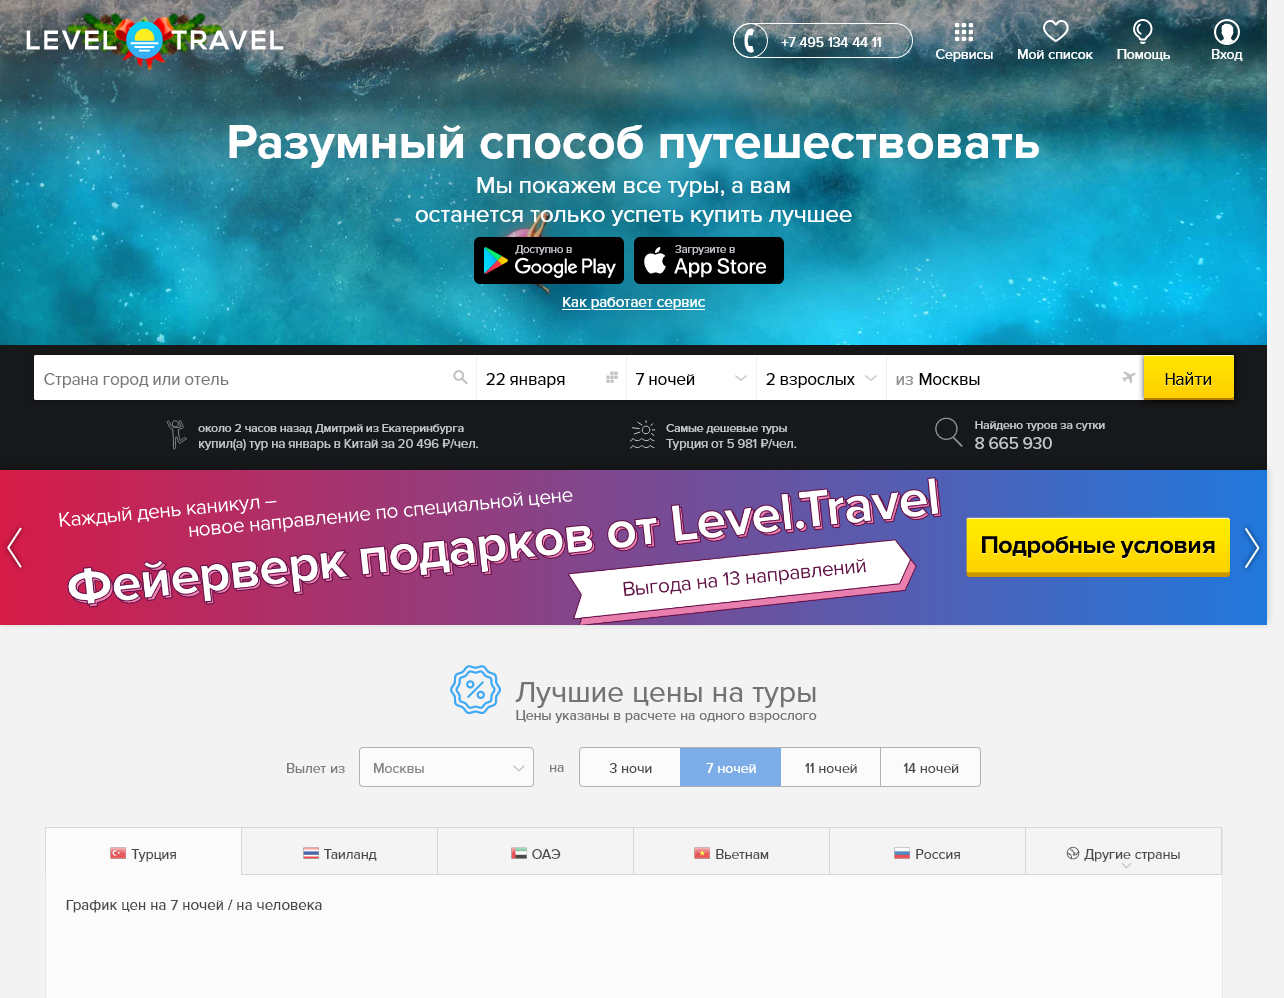 LEVEL TRAVEL
+7 495 134 44 11
Сервисы
Мой список
Помощь
Вход
Разумный способ путешествовать
Мы покажем все туры, а вам
останется только успеть купить лучшее
Доступно в
Google Play
Загрузите в
App Store
Как работает сервис
Страна город или отель
22 января
7 ночей
2 взрослых
из Москвы
Найти
около 2 часов назад Дмитрий из Екатеринбурга
купил(а) тур на январь в Китай за 20 496 ₽/чел.
Самые дешевые туры
Турция от 5 981 ₽/чел.
Найдено туров за сутки
8 665 930
Каждый день каникул –
новое направление по специальной цене
Фейерверк подарков от Level.Travel
Выгода на 13 направлений
Подробные условия
Лучшие цены на туры
Цены указаны в расчете на одного взрослого
Вылет из
Москвы
на
3 ночи
7 ночей
11 ночей
14 ночей
Турция
Таиланд
ОАЭ
Вьетнам
Россия
Другие страны
График цен на 7 ночей / на человека